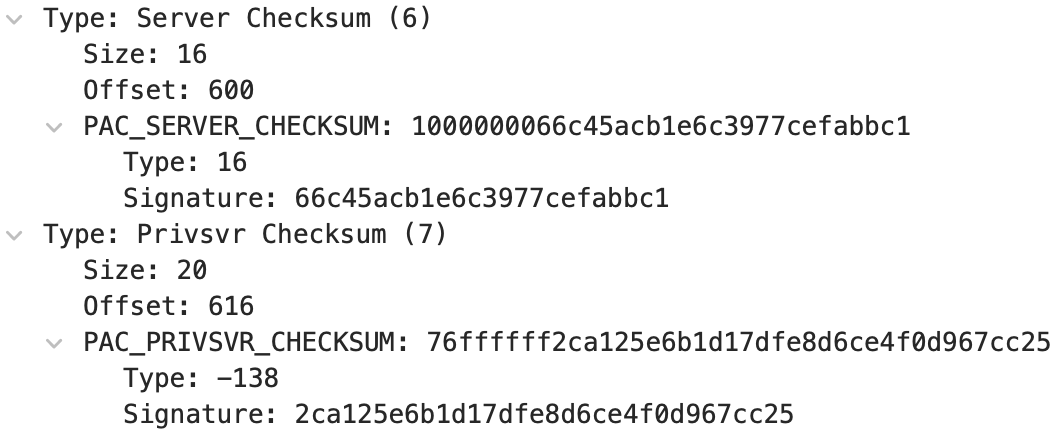 Type: Server Checksum (6)
Size: 16
Offset: 600
PAC_SERVER_CHECKSUM: 1000000066c45acb1e6c3977cefabbc1
Type: 16
Signature: 66c45acb1e6c3977cefabbc1
Type: Privsvr Checksum (7)
Size: 20
Offset: 616
PAC_PRIVSVR_CHECKSUM: 76ffffff2ca125e6b1d17dfe8d6ce4f0d967cc25
Type: -138
Signature: 2ca125e6b1d17dfe8d6ce4f0d967cc25